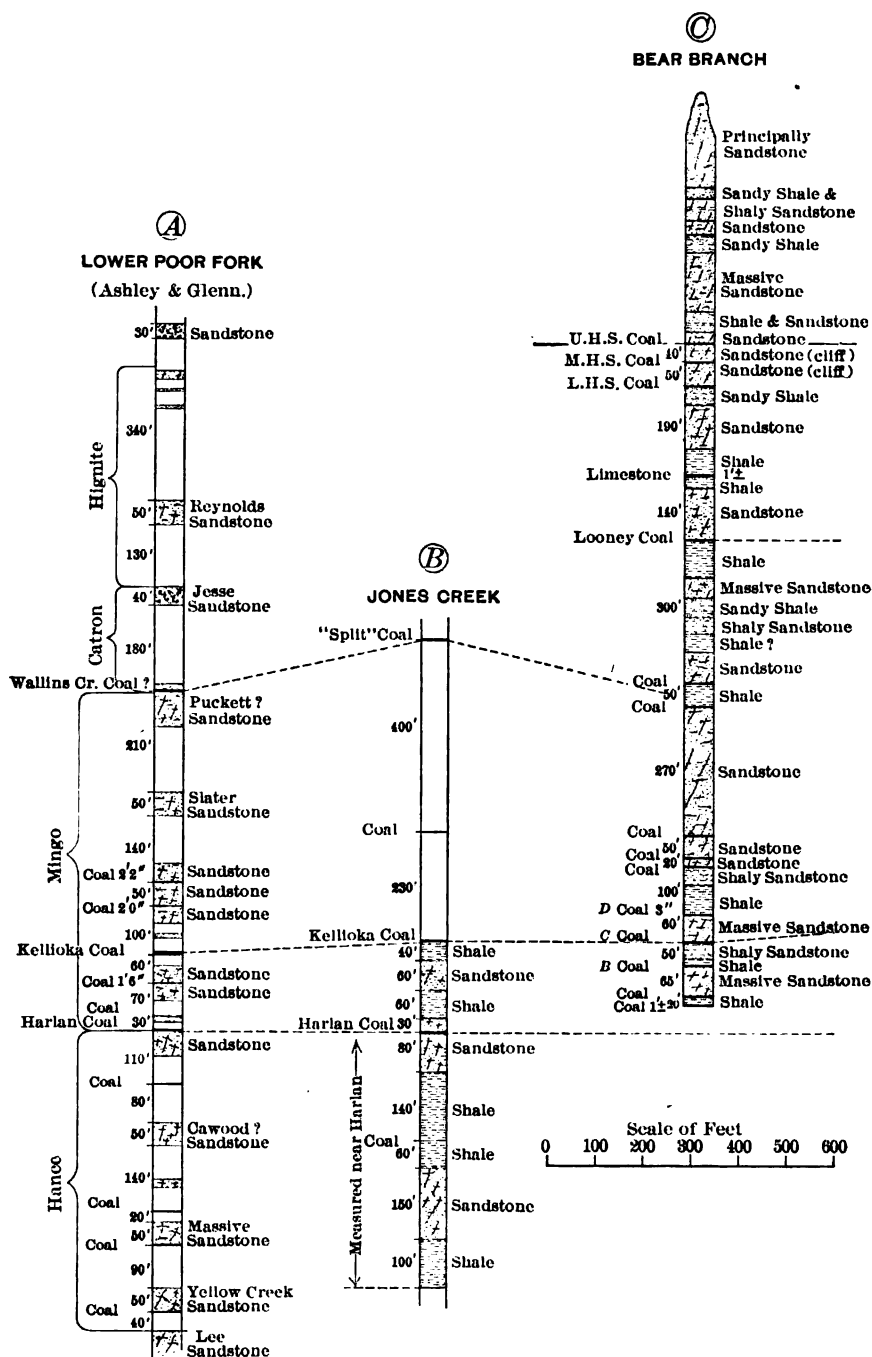 A
LOWER POOR FORK
(Ashley & Glenn.)
30' Sandstone
Hignite
340'
50' Reynolds
Sandstone
130'
Catron
40' Jesse
Sandstone
180'
Wallins Cr. Coal ?
Mingo
Puckett ?
Sandstone
210'
50' Slater
Sandstone
140'
Coal 2'2" Sandstone
50' Sandstone
Coal 2'0" Sandstone
100'
Kellioka Coal
60' Sandstone
Coal 1'6"
70' Sandstone
Coal
Harlan Coal 30'
Hance
Sandstone
110'
Coal
80'
50' Cawood ?
Sandstone
140'
Coal
20'
50' Massive
Sandstone
Coal
90'
50' Yellow Creek
Sandstone
Coal
40'
Lee
Sandstone
B
JONES CREEK
"Split" Coal
400'
Coal
230'
Kellioka Coal
40' Shale
60' Sandstone
60' Shale
Harlan Coal 30'
Measured near Harlan
80' Sandstone
140' Shale
Coal
60' Shale
150' Sandstone
100' Shale
C
BEAR BRANCH
Principally
Sandstone
Sandy Shale &
Shaly Sandstone
Sandstone
Sandy Shale
Massive
Sandstone
Shale & Sandstone
U.H.S. Coal Sandstone
40' Sandstone (cliff)
M.H.S. Coal
50' Sandstone (cliff)
L.H.S. Coal
Sandy Shale
190' Sandstone
Shale
Limestone 1'±
Shale
110' Sandstone
Looney Coal
Shale
Massive Sandstone
300' Sandy Shale
Shaly Sandstone
Shale ?
Sandstone
Coal
50' Shale
Coal
270' Sandstone
Coal
50' Sandstone
Coal
20' Sandstone
Coal
Shaly Sandstone
100' Shale
D Coal 3"
60' Massive Sandstone
C Coal
50' Shaly Sandstone
B Coal Shale
65' Massive Sandstone
Coal
Coal 1'± 20' Shale
Scale of Feet
0 100 200 300 400 500 600